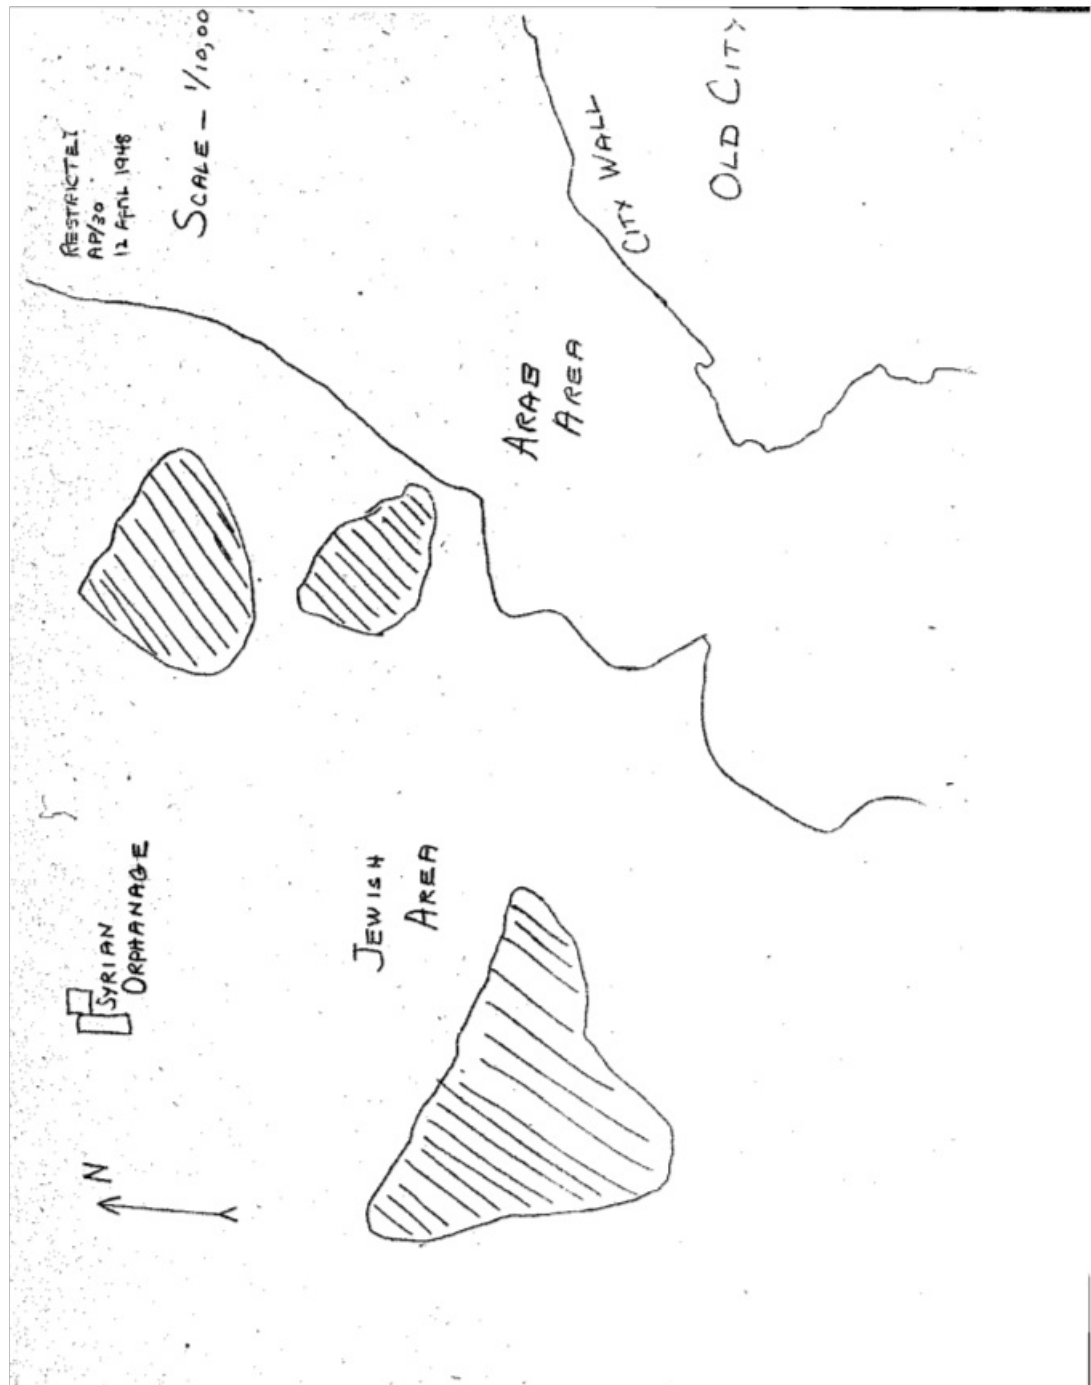 RESTRICTED
AP/30
12 APRIL 1948
SCALE – 1/10,00
N
SYRIAN
ORPHANAGE
JEWISH
AREA
ARAB
AREA
CITY WALL
OLD CITY